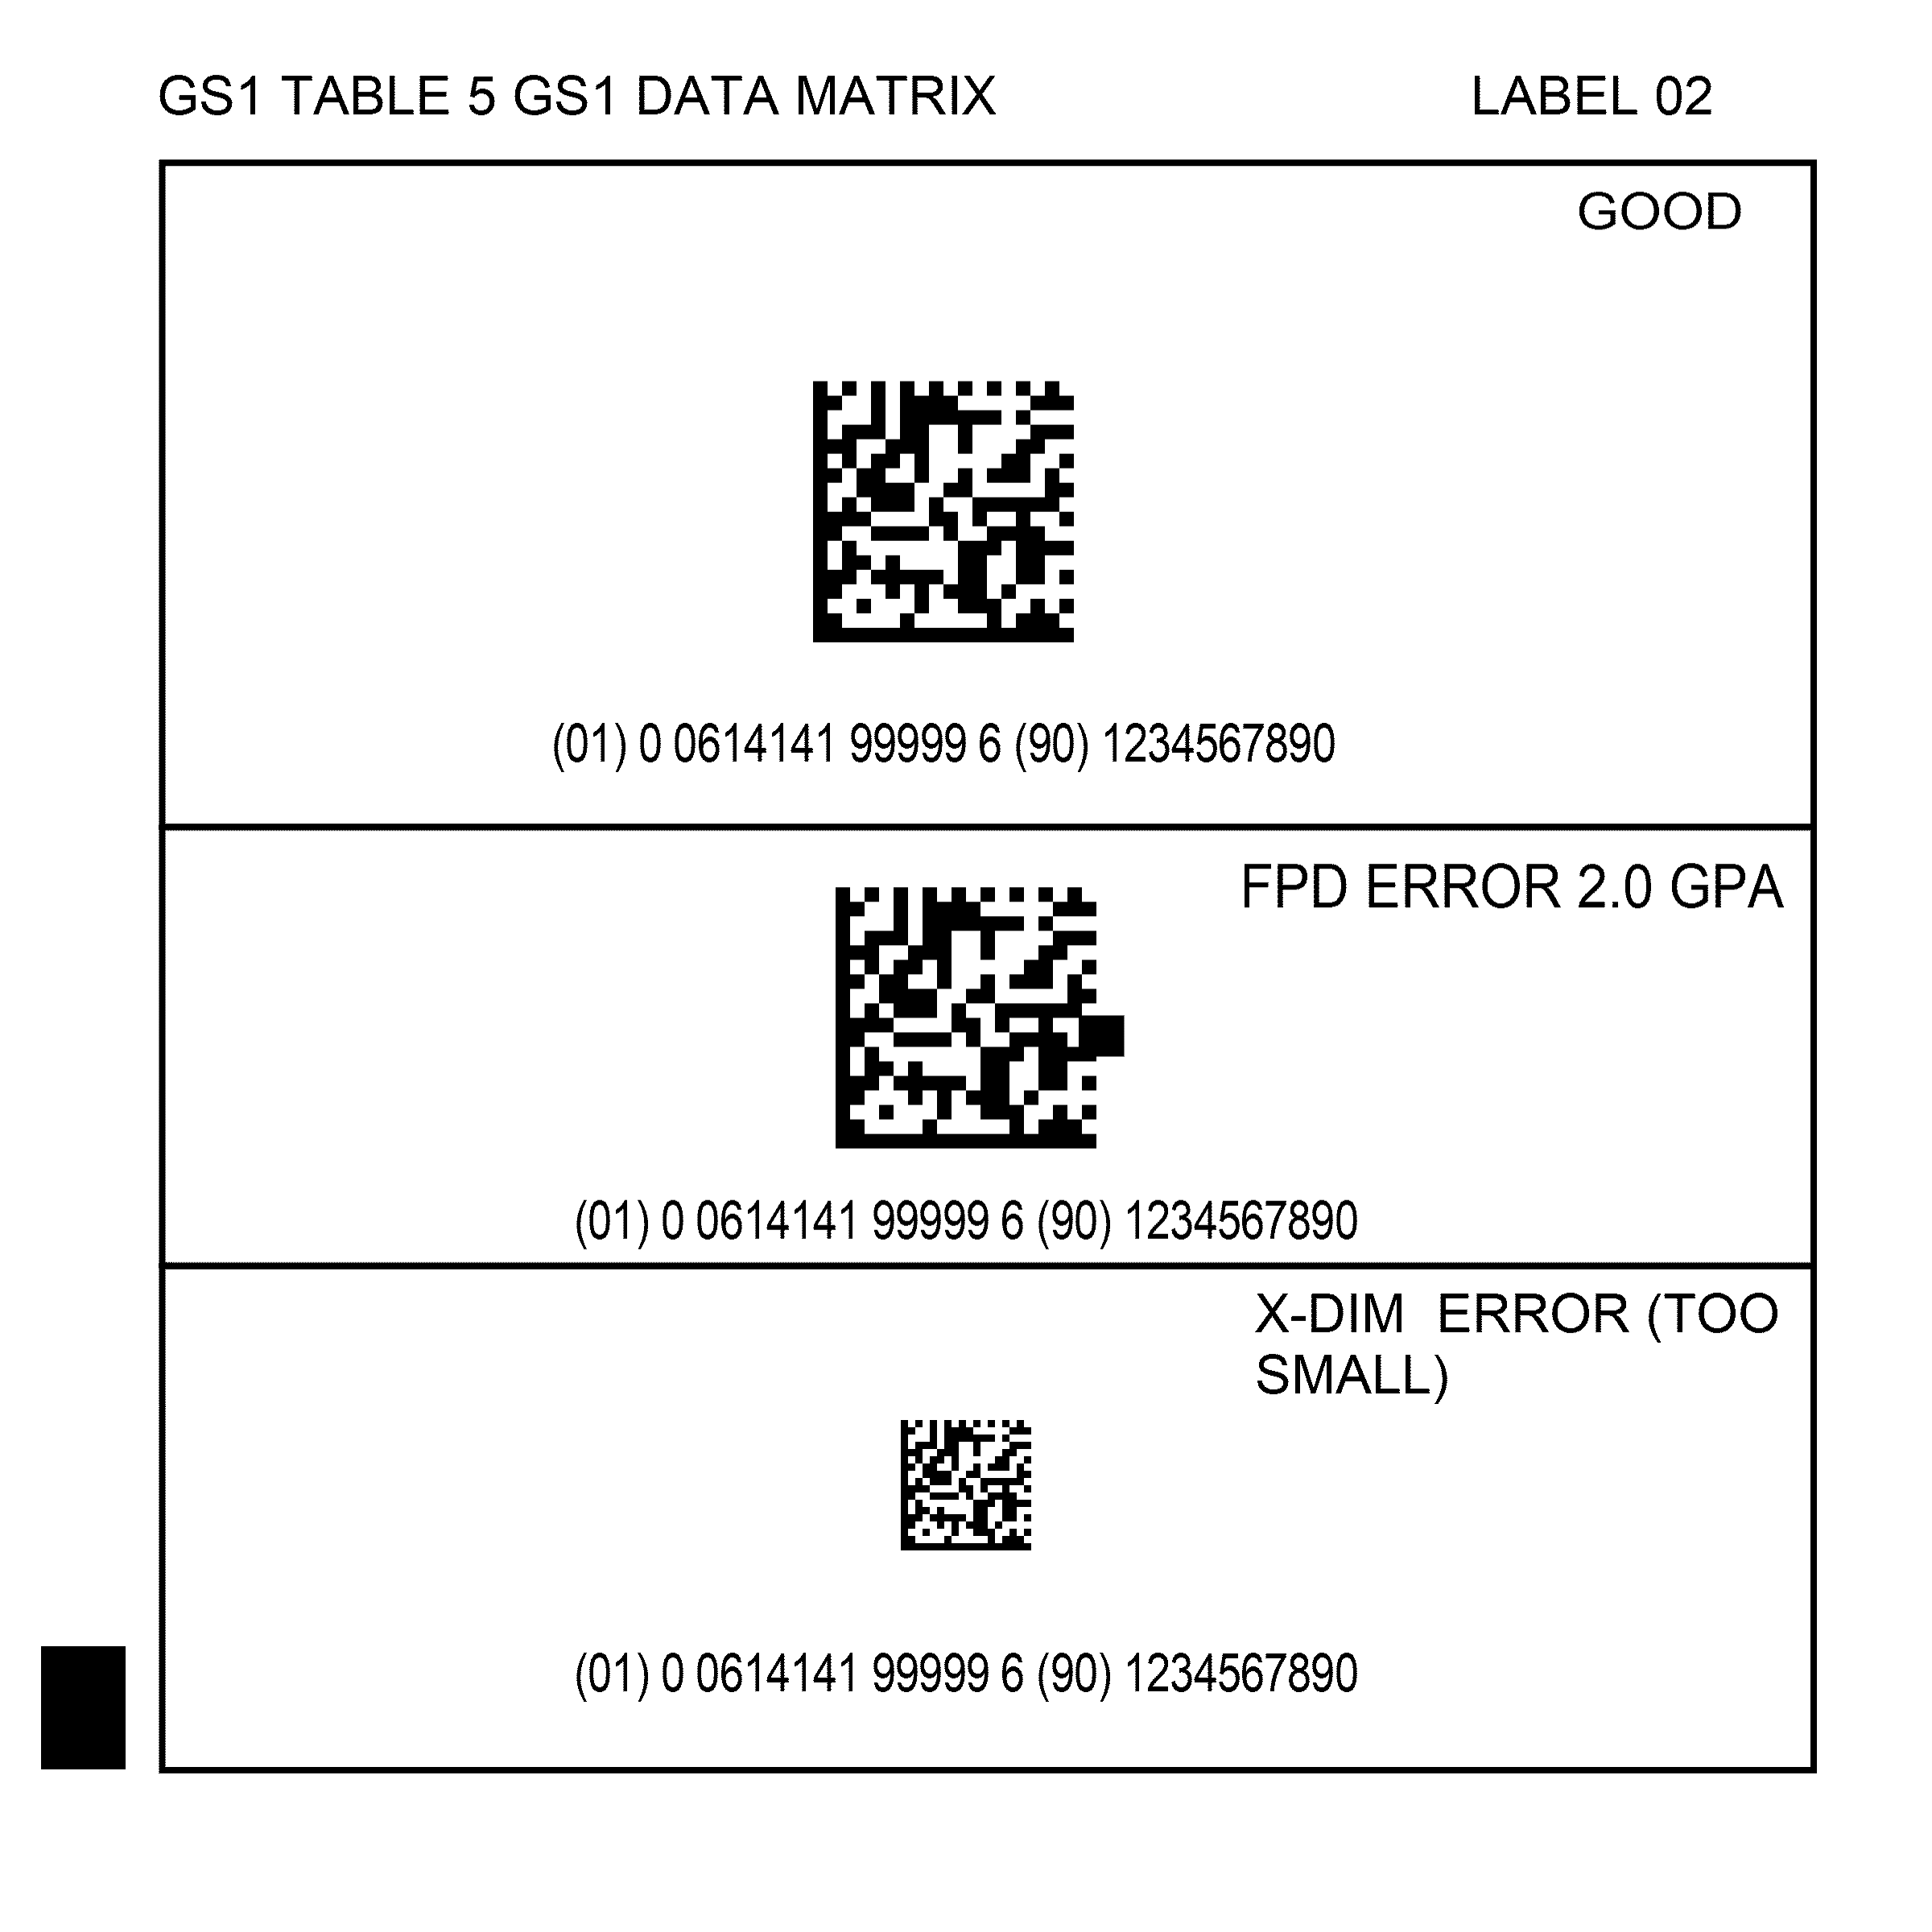 GS1 TABLE 5 GS1 DATA MATRIX LABEL 02
GOOD
(01) 0 0614141 99999 6 (90) 1234567890
FPD ERROR 2.0 GPA
(01) 0 0614141 99999 6 (90) 1234567890
X-DIM  ERROR (TOO
SMALL)
(01) 0 0614141 99999 6 (90) 1234567890